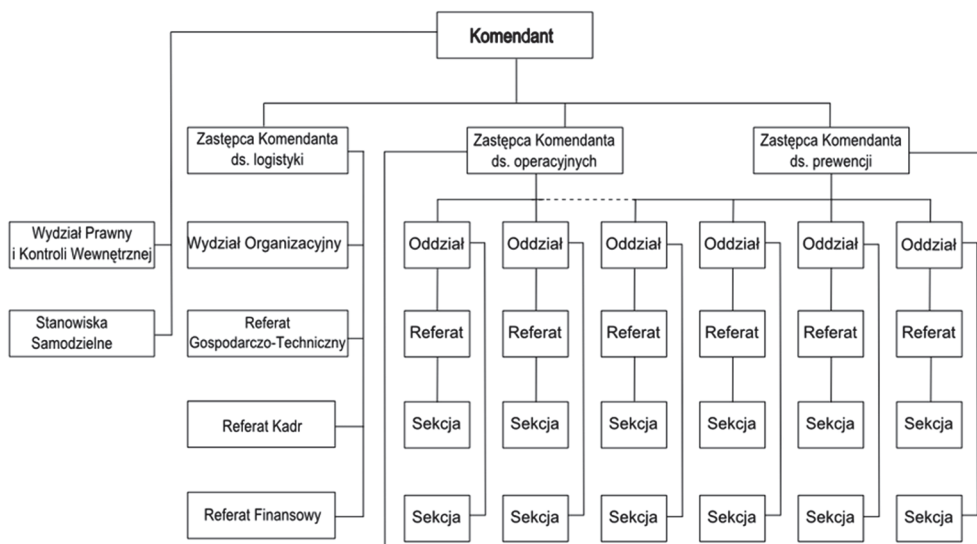 Komendant
Zastępca Komendanta
ds. logistyki
Zastępca Komendanta
ds. operacyjnych
Zastępca Komendanta
ds. prewencji
Wydział Prawny
i Kontroli Wewnętrznej
Wydział Organizacyjny
Oddział
Oddział
Oddział
Oddział
Oddział
Oddział
Stanowiska
Samodzielne
Referat
Gospodarczo-Techniczny
Referat
Referat
Referat
Referat
Referat
Referat
Referat Kadr
Sekcja
Sekcja
Sekcja
Sekcja
Sekcja
Sekcja
Referat Finansowy
Sekcja
Sekcja
Sekcja
Sekcja
Sekcja
Sekcja